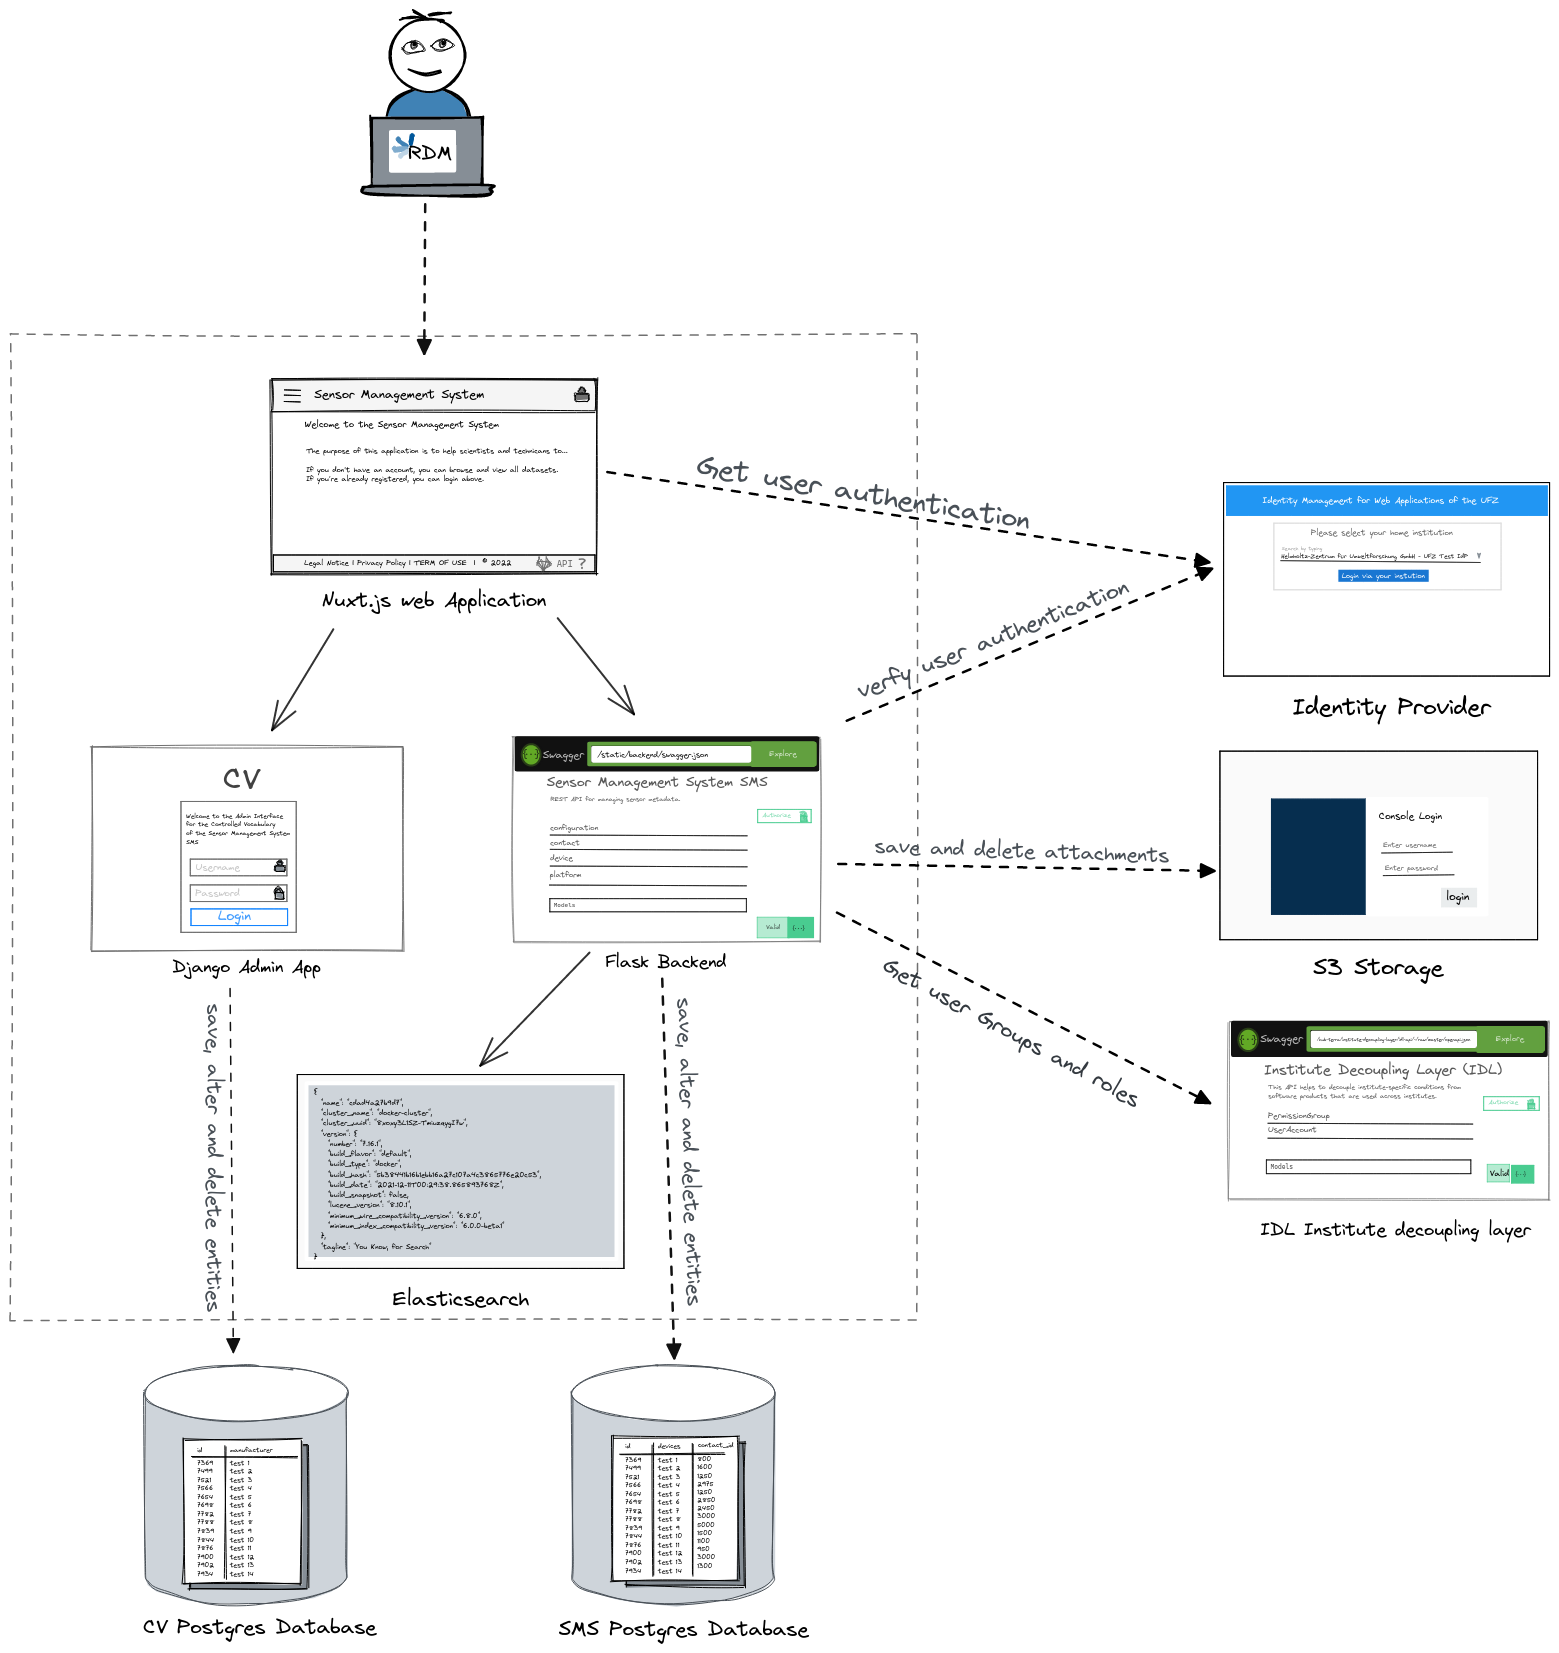 RDM
Sensor Management System
Welcome to the Sensor Management System
The purpose of this application is to help scientists and technicans to...
If you don't have an account, you can browse and view all datasets.
If you're already registered, you can login above.
Legal Notice | Privacy Policy | TERM OF USE | © 2022 API ?
Nuxt.js web Application
Get user authentication
verfy user authentication
Identity Management for Web Applications of the UFZ
Please select your home institution
Search by typing
Helmholtz-Zentrum für Umweltforschung GmbH - UFZ Test IdP
Login via your instution
Identity Provider
CV
Welcome to the Admin Interface
for the Controlled Vocabulary
of the Sensor Management System
SMS
Username
Password
Login
Django Admin App
{...} Swagger /static/backend/swagger.json Explore
Sensor Management System SMS
REST API for managing sensor metadata.
Authorize
configuration
contact
device
platform
Models
Valid {...}
Flask Backend
save and delete attachments
Console Login
Enter username
Enter password
login
S3 Storage
Get user Groups and roles
{...} Swagger Explore
Institute Decoupling Layer (IDL)
This API helps to decouple institute-specific conditions from
software products that are used across institutes.
Authorize
PermissionGroup
UserAccount
Models
Valid {...}
IDL Institute decoupling layer
save, alter and delete entities
save, alter and delete entities
{
"name": "cdad4a27b9d7",
"cluster_name": "docker-cluster",
"cluster_uuid":
"version": {
"number": "7.16.1",
"build_flavor": "default",
"build_type": "docker",
"build_hash":
"build_date": "2021-12-11T00:29:38.865893768Z",
"build_snapshot": false,
"lucene_version": "8.10.1",
"minimum_wire_compatibility_version": "6.8.0",
"minimum_index_compatibility_version": "6.0.0-beta1"
},
"tagline": "You Know, for Search"
}
Elasticsearch
id manufacturer
7369 test 1
7499 test 2
7521 test 3
7566 test 4
7654 test 5
7698 test 6
7782 test 7
7788 test 8
7839 test 9
7844 test 10
7876 test 11
7900 test 12
7902 test 13
7934 test 14
CV Postgres Database
id devices contact_id
7369 test 1 800
7499 test 2 1600
7521 test 3 1250
7566 test 4 2975
7654 test 5 1250
7698 test 6 2850
7782 test 7 2450
7788 test 8 3000
7839 test 9 5000
7844 test 10 1500
7876 test 11 1100
7900 test 12 950
7902 test 13 3000
7934 test 14 1300
SMS Postgres Database